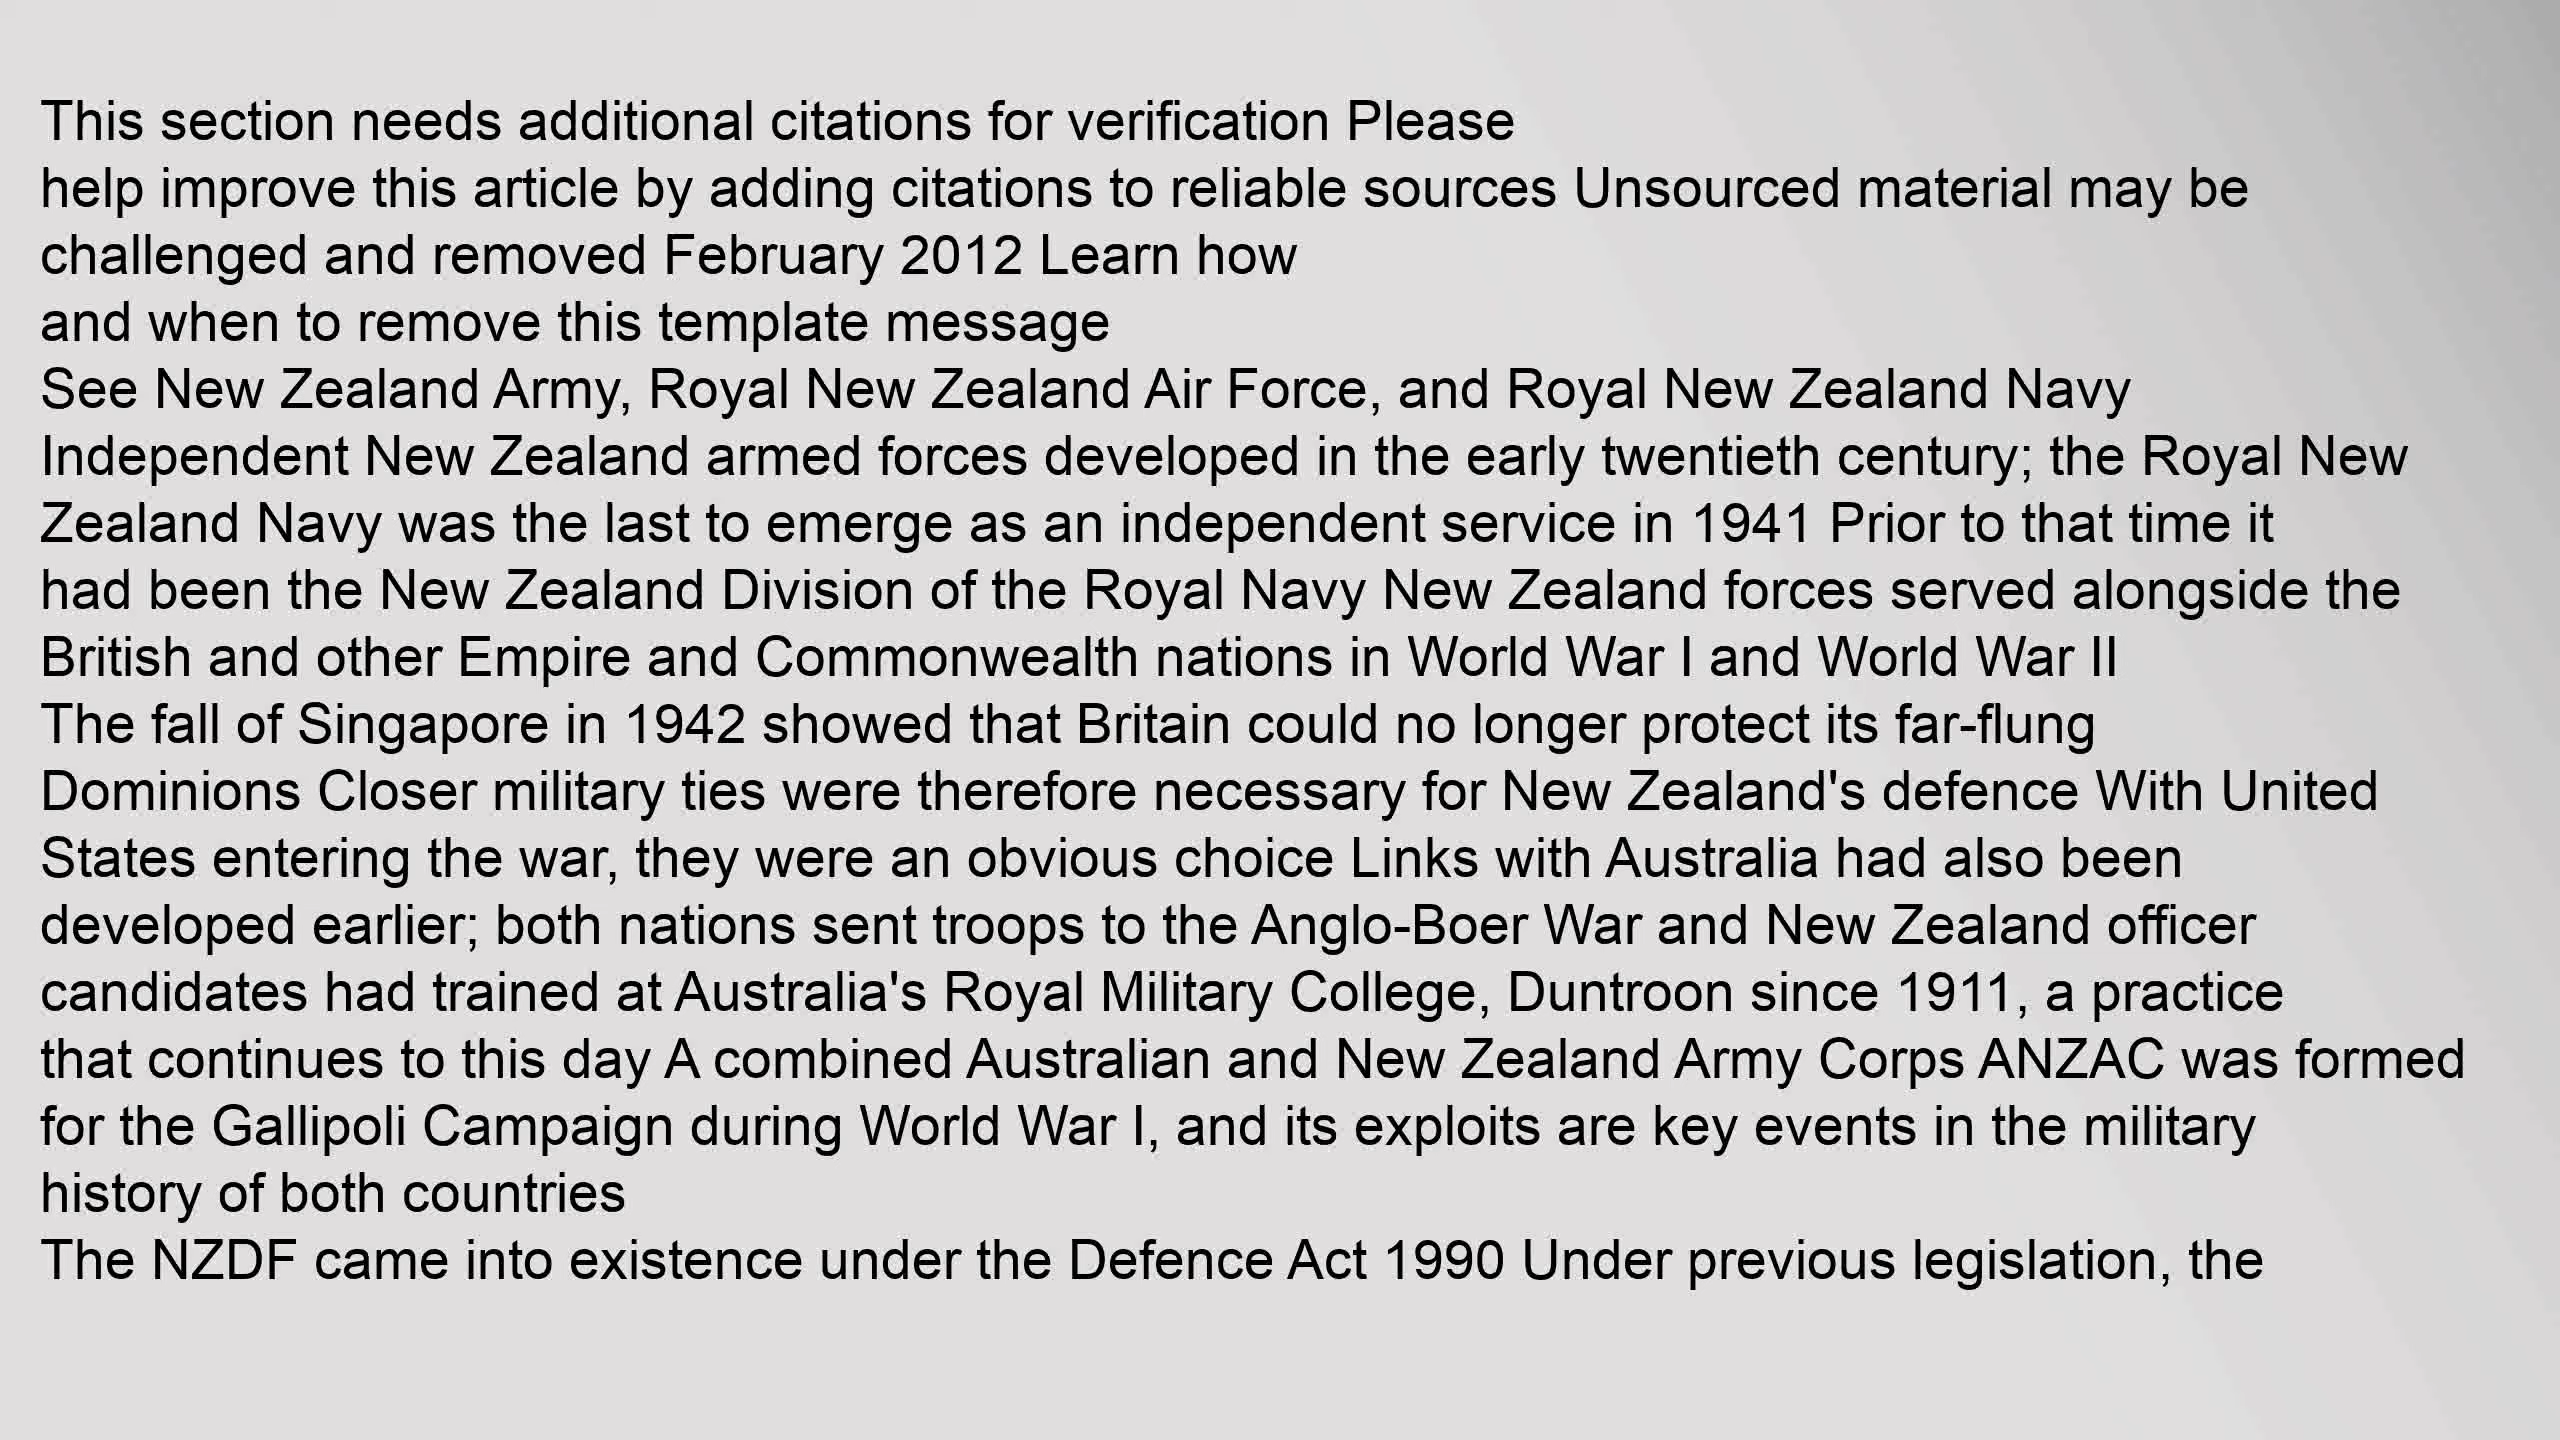 This section needs additional citations for verification Please
help improve this article by adding citations to reliable sources Unsourced material may be
challenged and removed February 2012 Learn how
and when to remove this template message
See New Zealand Army, Royal New Zealand Air Force, and Royal New Zealand Navy
Independent New Zealand armed forces developed in the early twentieth century; the Royal New
Zealand Navy was the last to emerge as an independent service in 1941 Prior to that time it
had been the New Zealand Division of the Royal Navy New Zealand forces served alongside the
British and other Empire and Commonwealth nations in World War I and World War II
The fall of Singapore in 1942 showed that Britain could no longer protect its far-flung
Dominions Closer military ties were therefore necessary for New Zealand's defence With United
States entering the war, they were an obvious choice Links with Australia had also been
developed earlier; both nations sent troops to the Anglo-Boer War and New Zealand officer
candidates had trained at Australia's Royal Military College, Duntroon since 1911, a practice
that continues to this day A combined Australian and New Zealand Army Corps ANZAC was formed
for the Gallipoli Campaign during World War I, and its exploits are key events in the military
history of both countries
The NZDF came into existence under the Defence Act 1990 Under previous legislation, the